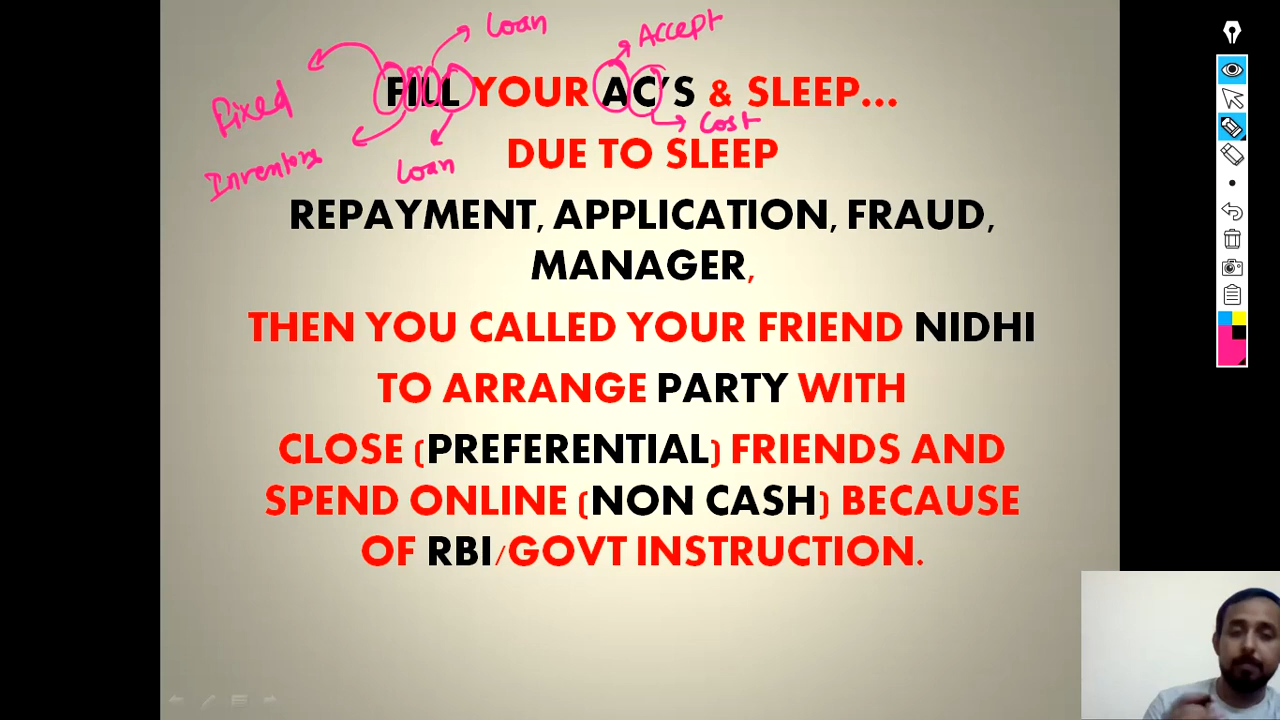 Loan
Accept
Fixed
FILL YOUR AC'S & SLEEP...
Cost
Inventory
Loan
DUE TO SLEEP
REPAYMENT, APPLICATION, FRAUD,
MANAGER,
THEN YOU CALLED YOUR FRIEND NIDHI
TO ARRANGE PARTY WITH
CLOSE (PREFERENTIAL) FRIENDS AND
SPEND ONLINE (NON CASH) BECAUSE
OF RBI/GOVT INSTRUCTION.